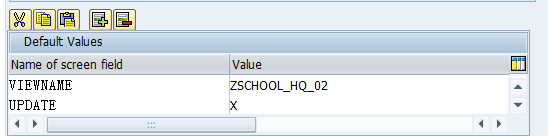 Default Values
Name of screen field Value
VIEWNAME ZSCHOOL_HQ_02
UPDATE X